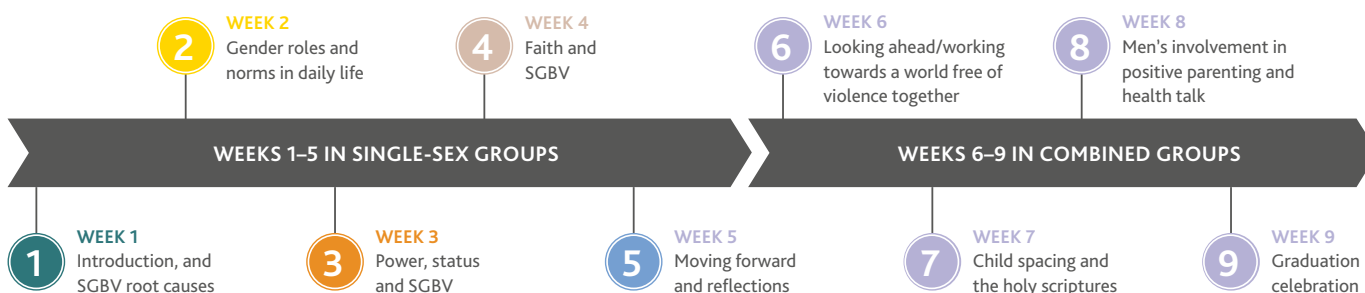 2
WEEK 2
Gender roles and
norms in daily life
4
WEEK 4
Faith and
SGBV
6
WEEK 6
Looking ahead/working
towards a world free of
violence together
8
WEEK 8
Men's involvement in
positive parenting and
health talk
WEEKS 1–5 IN SINGLE-SEX GROUPS
WEEKS 6–9 IN COMBINED GROUPS
1
WEEK 1
Introduction, and
SGBV root causes
3
WEEK 3
Power, status
and SGBV
5
WEEK 5
Moving forward
and reflections
7
WEEK 7
Child spacing and
the holy scriptures
9
WEEK 9
Graduation
celebration